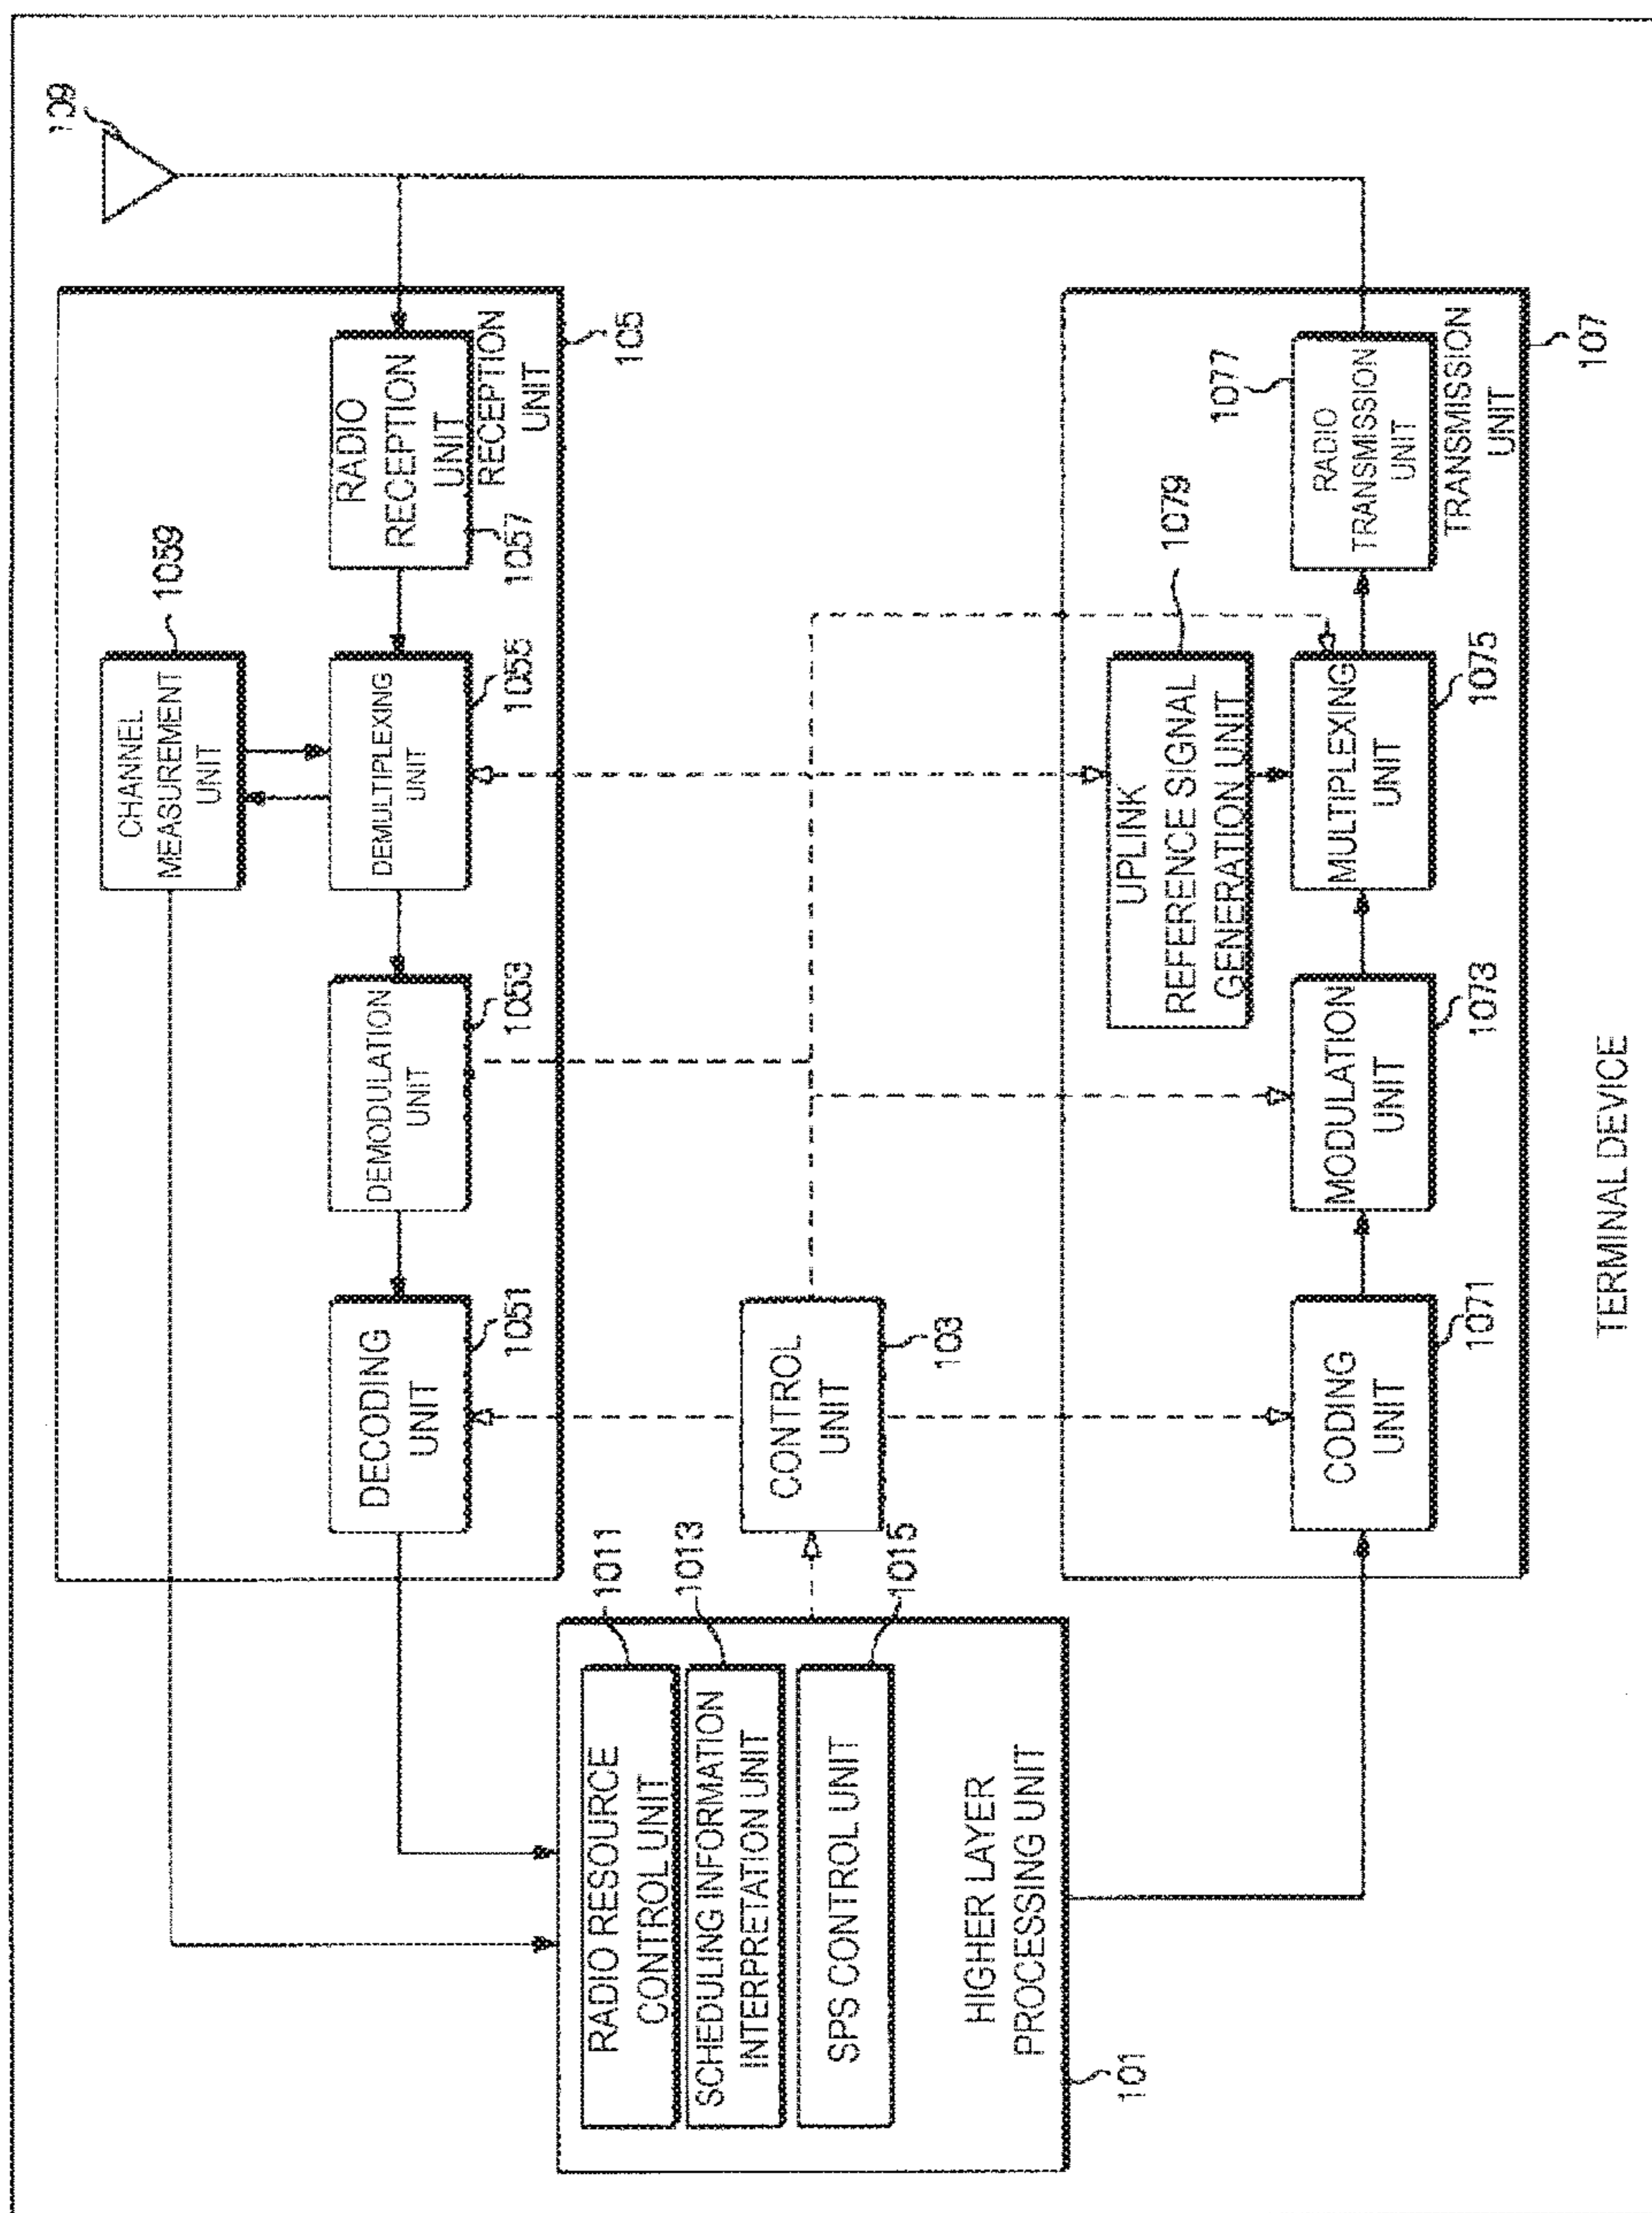 109
CHANNEL
MEASUREMENT
UNIT
1059
DECODING
UNIT
1051
DEMODULATION
UNIT
1053
DEMULTIPLEXING
UNIT
1055
RADIO
RECEPTION
UNIT
1057
RECEPTION
UNIT
105
RADIO RESOURCE
CONTROL UNIT
1011
SCHEDULING INFORMATION
INTERPRETATION UNIT
1013
SPS CONTROL UNIT
1015
HIGHER LAYER
PROCESSING UNIT
101
CONTROL
UNIT
103
UPLINK
REFERENCE SIGNAL
GENERATION UNIT
1079
CODING
UNIT
1071
MODULATION
UNIT
1073
MULTIPLEXING
UNIT
1075
RADIO
TRANSMISSION
UNIT
1077
TRANSMISSION
UNIT
107
TERMINAL DEVICE